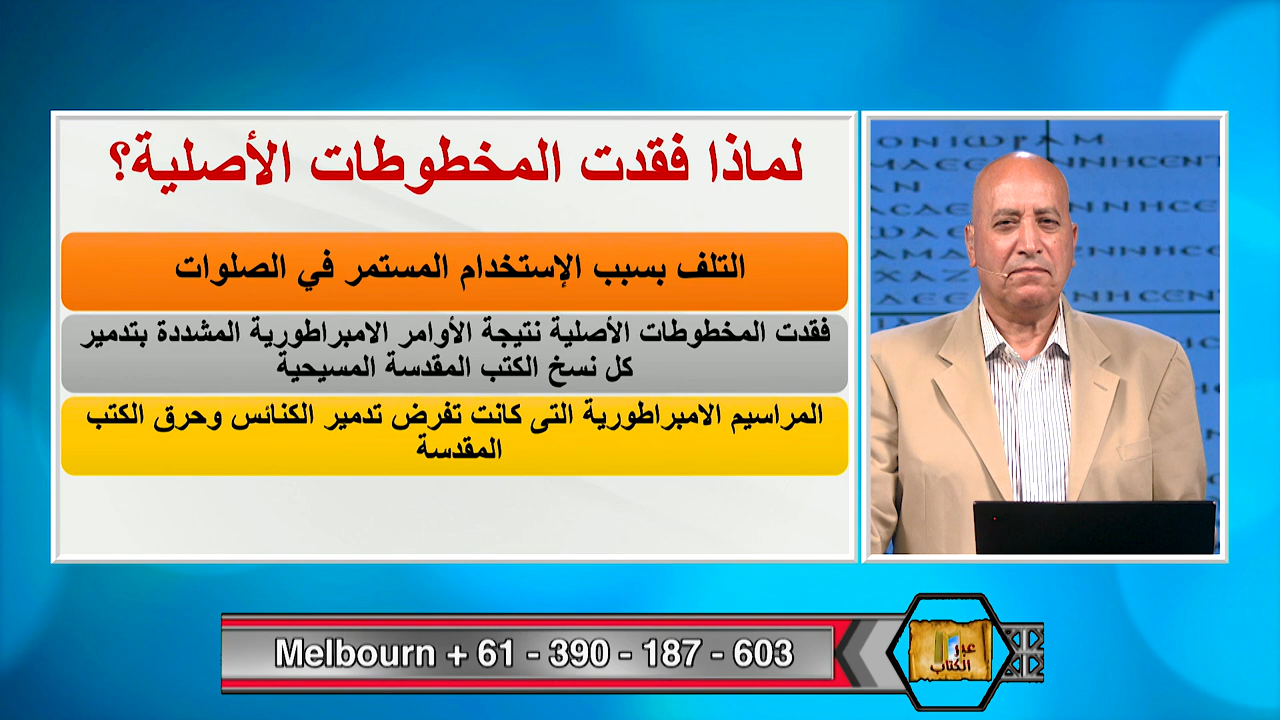 لماذا فقدت المخطوطات الأصلية؟
التلف بسبب الإستخدام المستمر في الصلوات
فقدت المخطوطات الأصلية نتيجة الأوامر الامبراطورية المشددة بتدمير
كل نسخ الكتب المقدسة المسيحية
المراسيم الامبراطورية التى كانت تفرض تدمير الكنائس وحرق الكتب
المقدسة
Melbourn + 61 - 390 - 187 - 603
عبر
الكتاب